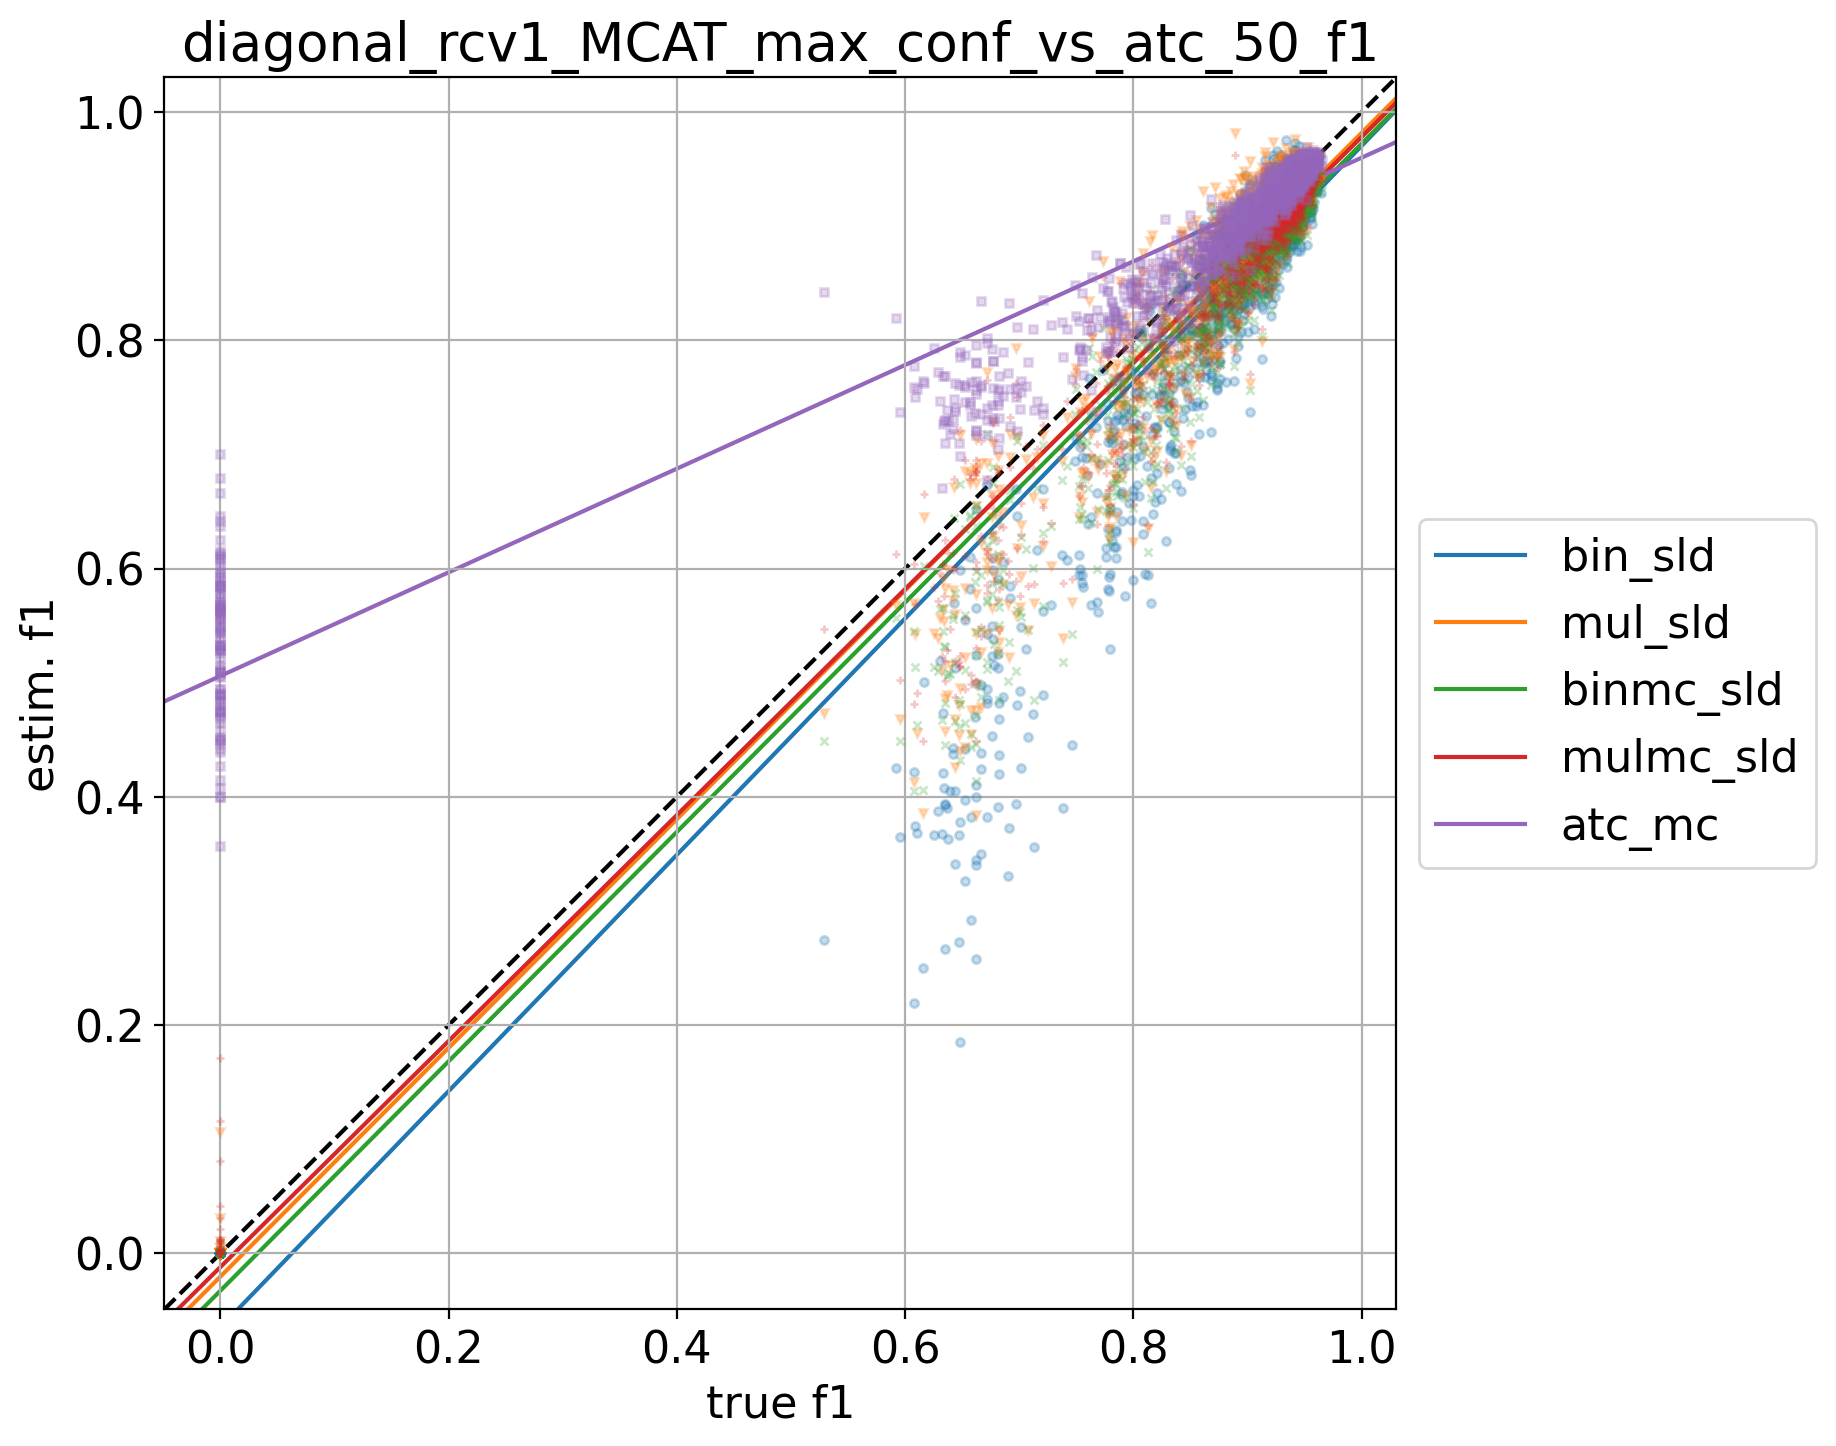 diagonal_rcv1_MCAT_max_conf_vs_atc_50_f1
1.0
0.8
0.6
0.4
0.2
0.0
estim. f1
0.0 0.2 0.4 0.6 0.8 1.0
true f1
bin_sld
mul_sld
binmc_sld
mulmc_sld
atc_mc